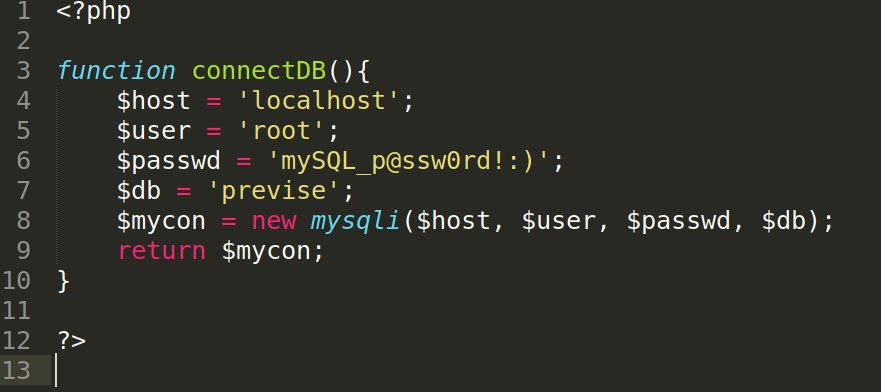 1 <?php
2
3 function connectDB(){
4     $host = 'localhost';
5     $user = 'root';
6     $passwd = 'mySQL_p@ssw0rd!:)';
7     $db = 'previse';
8     $mycon = new mysqli($host, $user, $passwd, $db);
9     return $mycon;
10 }
11
12 ?>
13